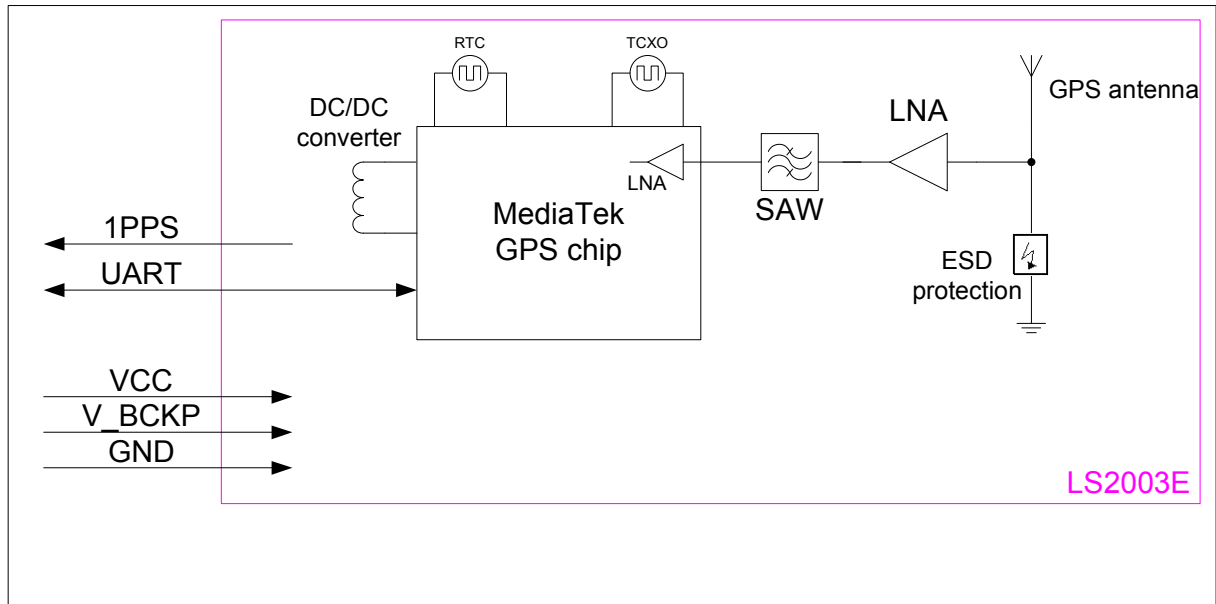 RTC
TCXO
DC/DC
converter
GPS antenna
LNA
LNA
SAW
MediaTek
GPS chip
1PPS
UART
ESD
protection
VCC
V_BCKP
GND
LS2003E